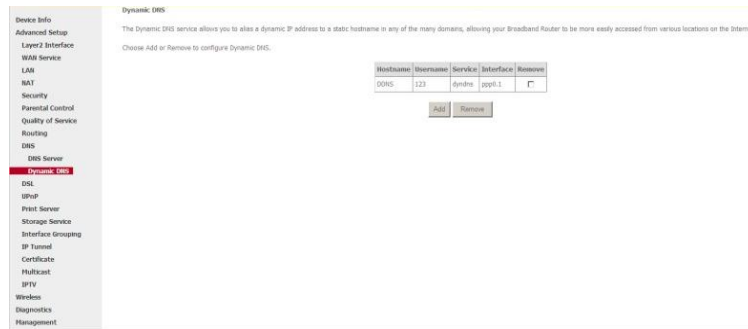 Device Info
Advanced Setup
Layer2 Interface
WAN Service
LAN
NAT
Security
Parental Control
Quality of Service
Routing
DNS
DNS Server
Dynamic DNS
DSL
UPnP
Print Server
Storage Service
Interface Grouping
IP Tunnel
Certificate
Multicast
IPTV
Wireless
Diagnostics
Management
Dynamic DNS
The Dynamic DNS service allows you to alias a dynamic IP address to a static hostname in any of the many domains, allowing your Broadband Router to be more easily accessed from various locations on the Intern
Choose Add or Remove to configure Dynamic DNS.
Hostname Username Service Interface Remove
DDNS 123 dyndns ppp0.1
Add Remove